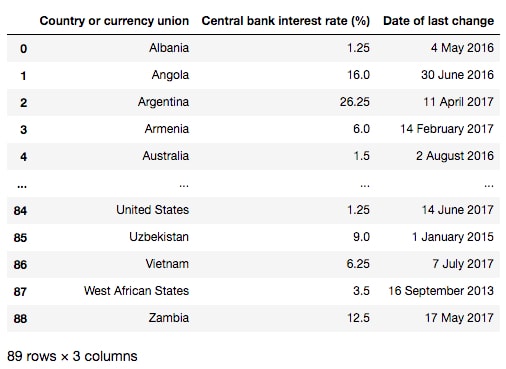 Country or currency union Central bank interest rate (%) Date of last change
0 Albania 1.25 4 May 2016
1 Angola 16.0 30 June 2016
2 Argentina 26.25 11 April 2017
3 Armenia 6.0 14 February 2017
4 Australia 1.5 2 August 2016
... ... ... ...
84 United States 1.25 14 June 2017
85 Uzbekistan 9.0 1 January 2015
86 Vietnam 6.25 7 July 2017
87 West African States 3.5 16 September 2013
88 Zambia 12.5 17 May 2017
89 rows × 3 columns